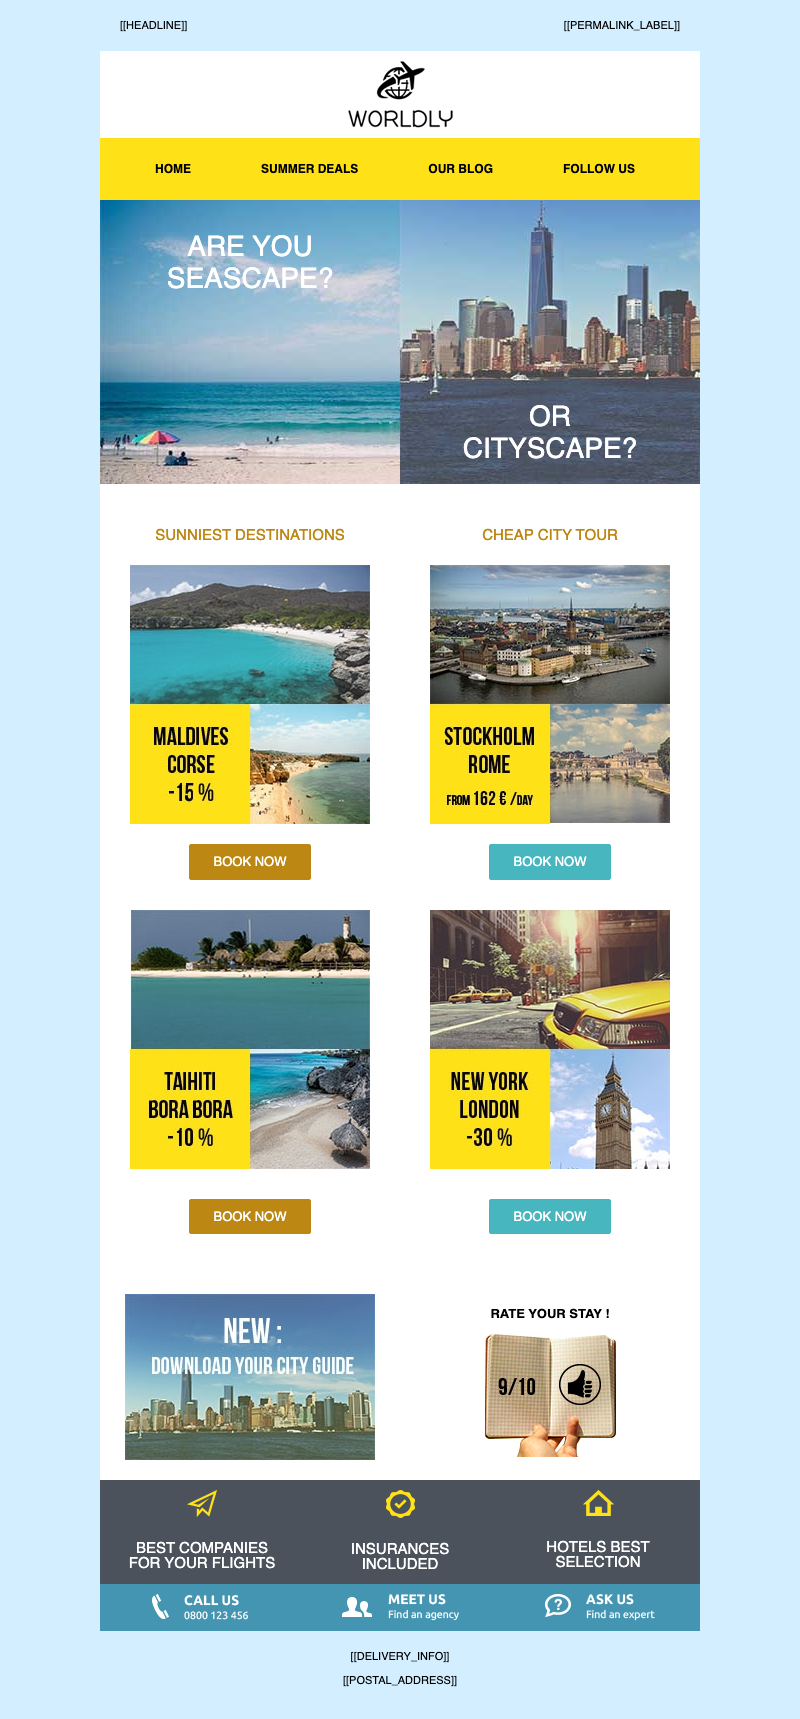 [[HEADLINE]]
[[PERMALINK_LABEL]]
WORLDLY
HOME
SUMMER DEALS
OUR BLOG
FOLLOW US
ARE YOU
SEASCAPE?
OR
CITYSCAPE?
SUNNIEST DESTINATIONS
CHEAP CITY TOUR
MALDIVES
CORSE
-15 %
STOCKHOLM
ROME
FROM 162 € /DAY
BOOK NOW
BOOK NOW
TAIHITI
BORA BORA
-10 %
NEW YORK
LONDON
-30 %
BOOK NOW
BOOK NOW
NEW :
DOWNLOAD YOUR CITY GUIDE
RATE YOUR STAY !
9/10
BEST COMPANIES
FOR YOUR FLIGHTS
INSURANCES
INCLUDED
HOTELS BEST
SELECTION
CALL US
0800 123 456
MEET US
Find an agency
ASK US
Find an expert
[[DELIVERY_INFO]]
[[POSTAL_ADDRESS]]